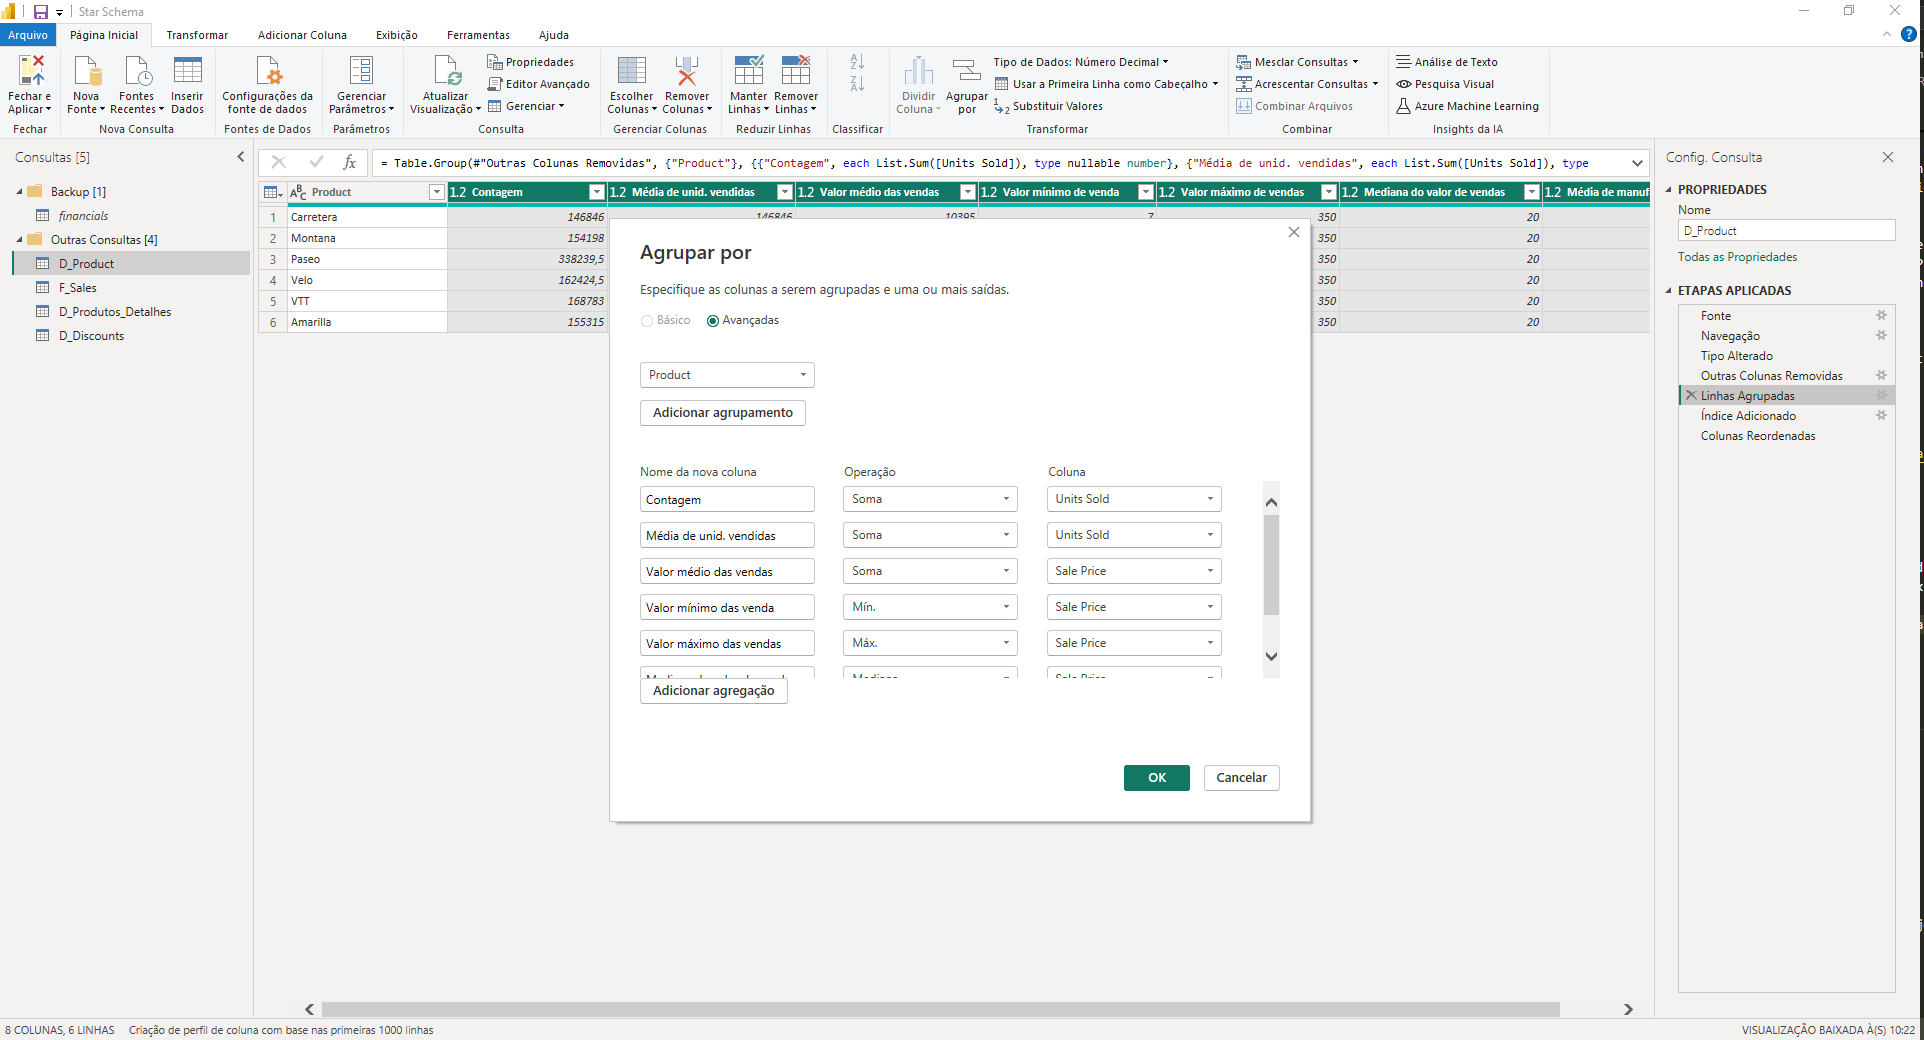 Star Schema
Arquivo
Página Inicial
Transformar
Adicionar Coluna
Exibição
Ferramentas
Ajuda
Fechar e
Aplicar
Fechar
Nova
Fonte
Fontes
Recentes
Inserir
Dados
Nova Consulta
Configurações da
fonte de dados
Fontes de Dados
Gerenciar
Parâmetros
Parâmetros
Atualizar
Visualização
Propriedades
Editor Avançado
Gerenciar
Consulta
Escolher
Colunas
Remover
Colunas
Gerenciar Colunas
Manter
Linhas
Remover
Linhas
Reduzir Linhas
Classificar
Dividir
Coluna
Agrupar
por
Tipo de Dados: Número Decimal
Usar a Primeira Linha como Cabeçalho
Substituir Valores
Transformar
Mesclar Consultas
Acrescentar Consultas
Combinar Arquivos
Combinar
Análise de Texto
Pesquisa Visual
Azure Machine Learning
Insights da IA
Consultas [5]
Backup [1]
financials
Outras Consultas [4]
D_Product
F_Sales
D_Produtos_Detalhes
D_Discounts
fx
= Table.Group(#"Outras Colunas Removidas", {"Product"}, {{"Contagem", each List.Sum([Units Sold]), type nullable number}, {"Média de unid. vendidas", each List.Sum([Units Sold]), type
ABC Product
1.2 Contagem
1.2 Média de unid. vendidas
1.2 Valor médio das vendas
1.2 Valor mínimo de venda
1.2 Valor máximo de vendas
1.2 Mediana do valor de vendas
1.2 Média de manuf
1 Carretera 146846 146846 10395 7 350 20
2 Montana 154198 350 20
3 Paseo 338239,5 350 20
4 Velo 162424,5 350 20
5 VTT 168783 350 20
6 Amarilla 155315 350 20
Agrupar por
Especifique as colunas a serem agrupadas e uma ou mais saídas.
Básico
Avançadas
Product
Adicionar agrupamento
Nome da nova coluna Operação Coluna
Contagem Soma Units Sold
Média de unid. vendidas Soma Units Sold
Valor médio das vendas Soma Sale Price
Valor mínimo das venda Mín. Sale Price
Valor máximo das vendas Máx. Sale Price
Mediana Sale Price
Adicionar agregação
OK
Cancelar
Config. Consulta
PROPRIEDADES
Nome
D_Product
Todas as Propriedades
ETAPAS APLICADAS
Fonte
Navegação
Tipo Alterado
Outras Colunas Removidas
Linhas Agrupadas
Índice Adicionado
Colunas Reordenadas
8 COLUNAS, 6 LINHAS
Criação de perfil de coluna com base nas primeiras 1000 linhas
VISUALIZAÇÃO BAIXADA À(S) 10:22